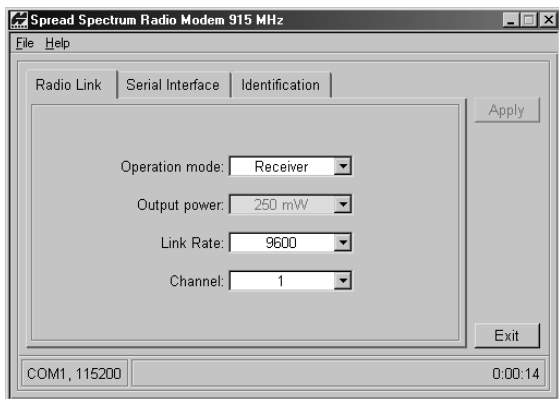 Spread Spectrum Radio Modem 915 MHz
File Help
Radio Link Serial Interface Identification
Apply
Operation mode: Receiver
Output power: 250 mW
Link Rate: 9600
Channel: 1
Exit
COM1, 115200 0:00:14